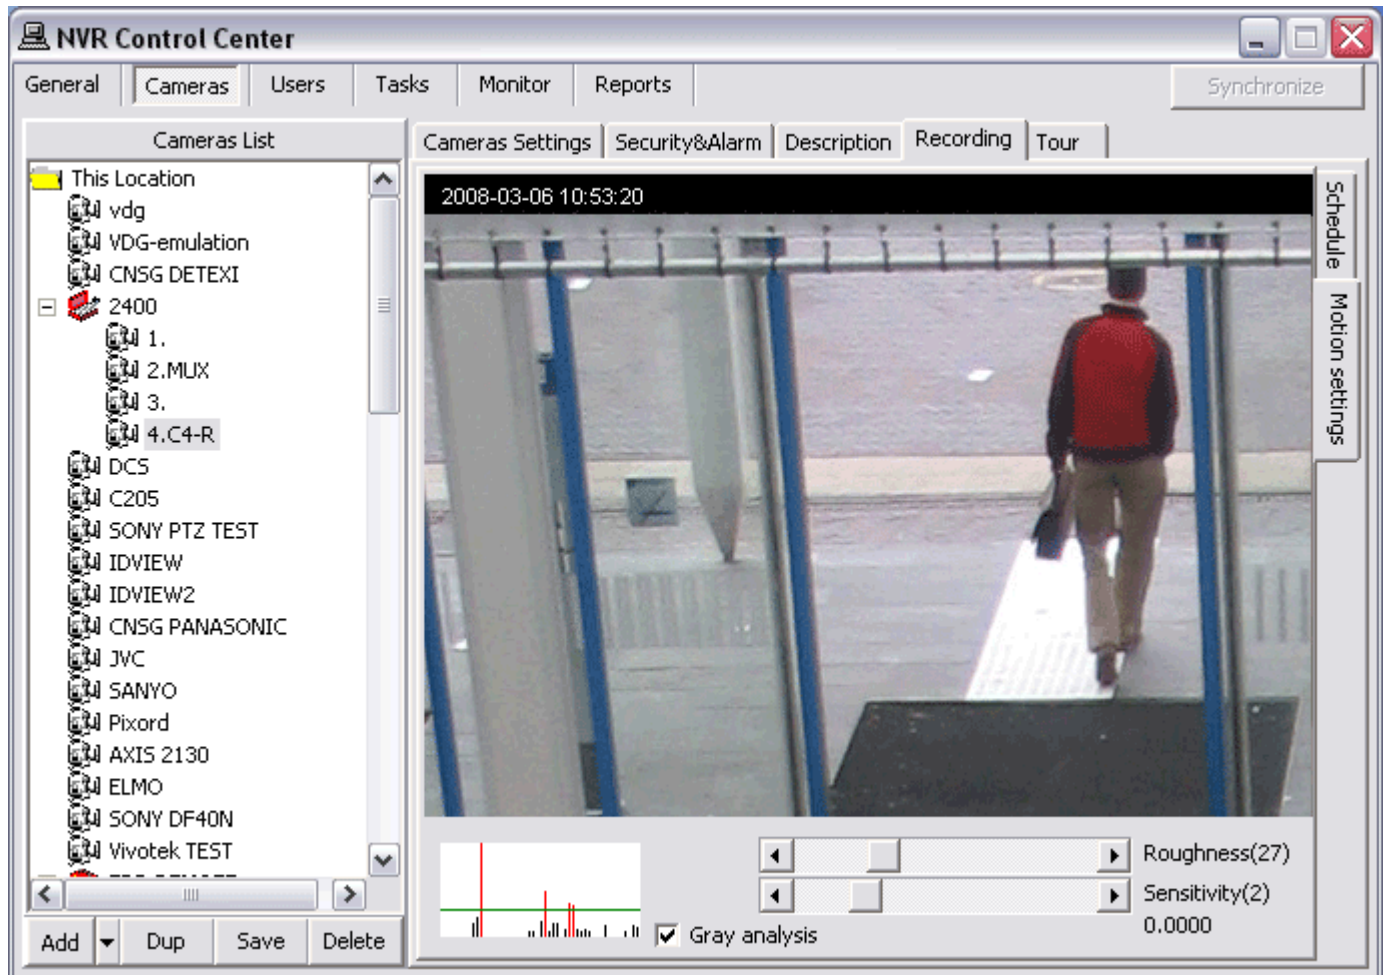 NVR Control Center
General Cameras Users Tasks Monitor Reports Synchronize
Cameras List
Cameras Settings Security&Alarm Description Recording Tour
This Location
vdg
VDG-emulation
CNSG DETEXI
2400
1.
2.MUX
3.
4.C4-R
DCS
C205
SONY PTZ TEST
IDVIEW
IDVIEW2
CNSG PANASONIC
JVC
SANYO
Pixord
AXIS 2130
ELMO
SONY DF40N
Vivotek TEST
Add Dup Save Delete
2008-03-06 10:53:20
Schedule
Motion settings
Roughness(27)
Sensitivity(2)
0.0000
Gray analysis